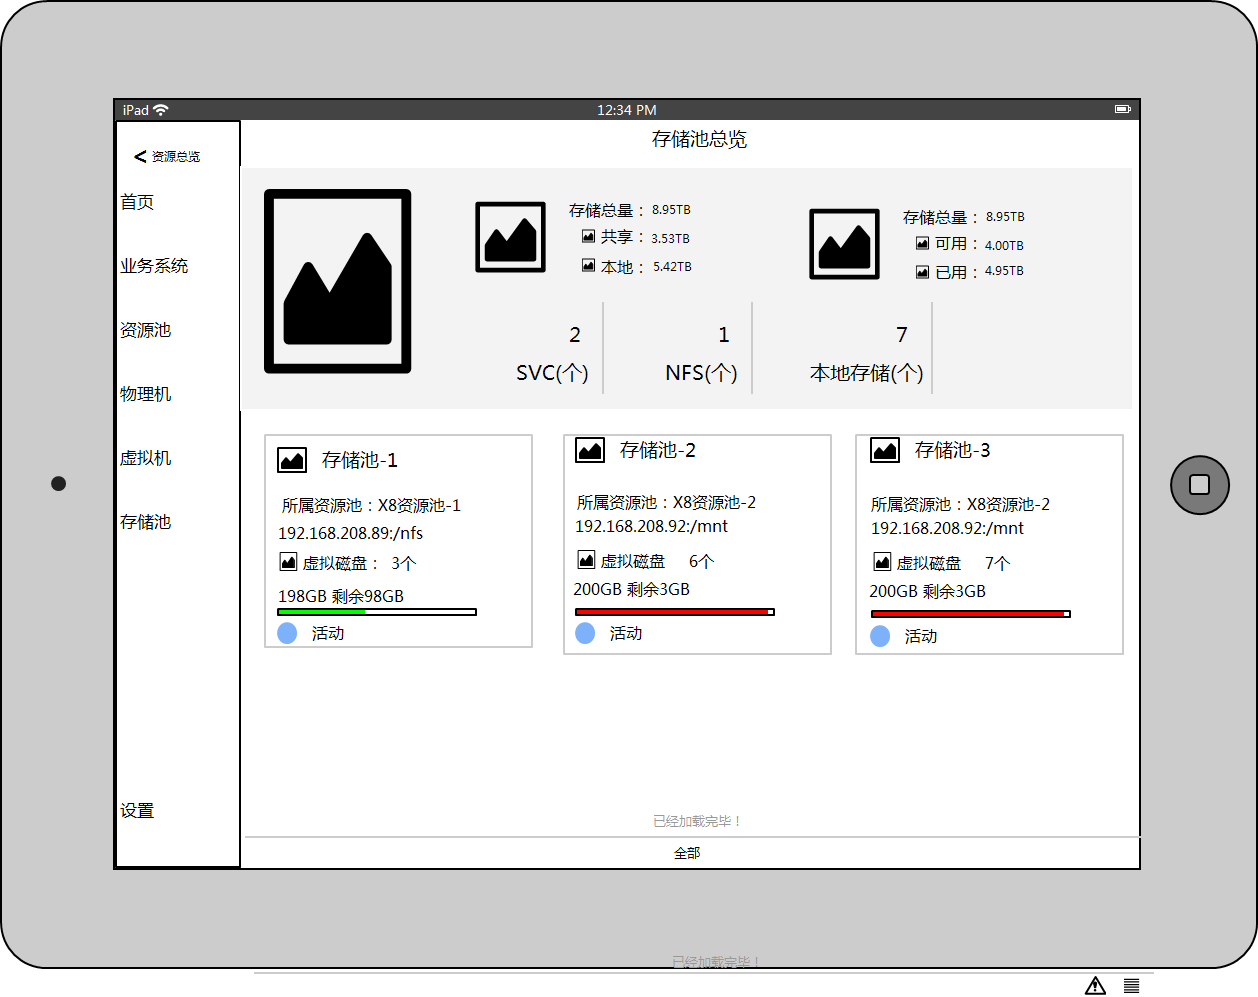 iPad 12:34 PM
< 资源总览
存储池总览
首页
业务系统
资源池
物理机
虚拟机
存储池
设置
存储总量： 8.95TB
共享： 3.53TB
本地： 5.42TB
存储总量： 8.95TB
可用： 4.00TB
已用： 4.95TB
2
SVC(个)
1
NFS(个)
7
本地存储(个)
存储池-1
所属资源池：X8资源池-1
192.168.208.89:/nfs
虚拟磁盘： 3个
198GB 剩余98GB
活动
存储池-2
所属资源池：X8资源池-2
192.168.208.92:/mnt
虚拟磁盘 6个
200GB 剩余3GB
活动
存储池-3
所属资源池：X8资源池-2
192.168.208.92:/mnt
虚拟磁盘 7个
200GB 剩余3GB
活动
已经加载完毕！
全部
已经加载完毕！